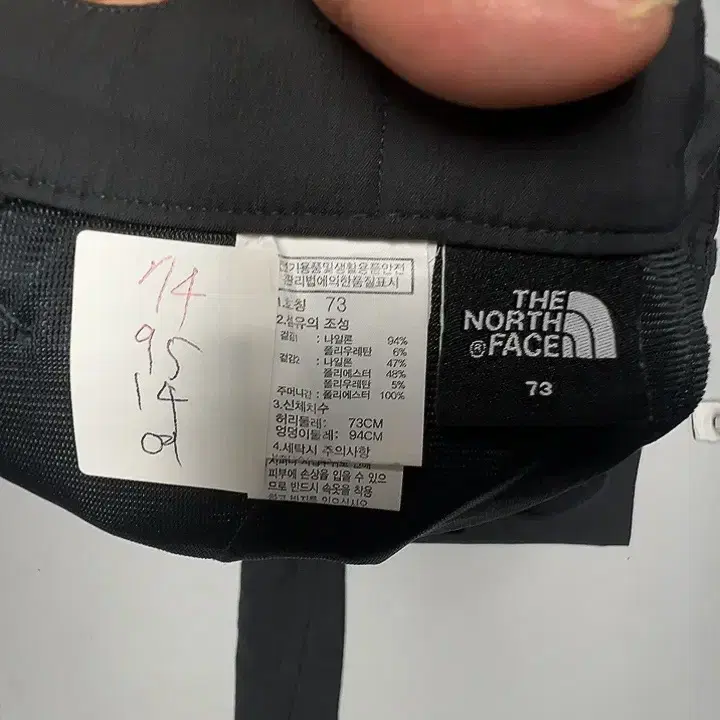 74
95
14
전기용품및생활용품안전
관리법에의한품질표시
1.호칭 73
2.섬유의 조성
겉감1 : 나일론 94%
폴리우레탄 6%
겉감2 : 나일론 47%
폴리에스터 48%
폴리우레탄 5%
주머니감 : 폴리에스터 100%
3.신체치수
허리둘레: 73CM
엉덩이둘레: 94CM
4.세탁시 주의사항
피부에 손상을 입을 수 있으
므로 반드시 속옷을 착용
THE
NORTH
® FACE
73